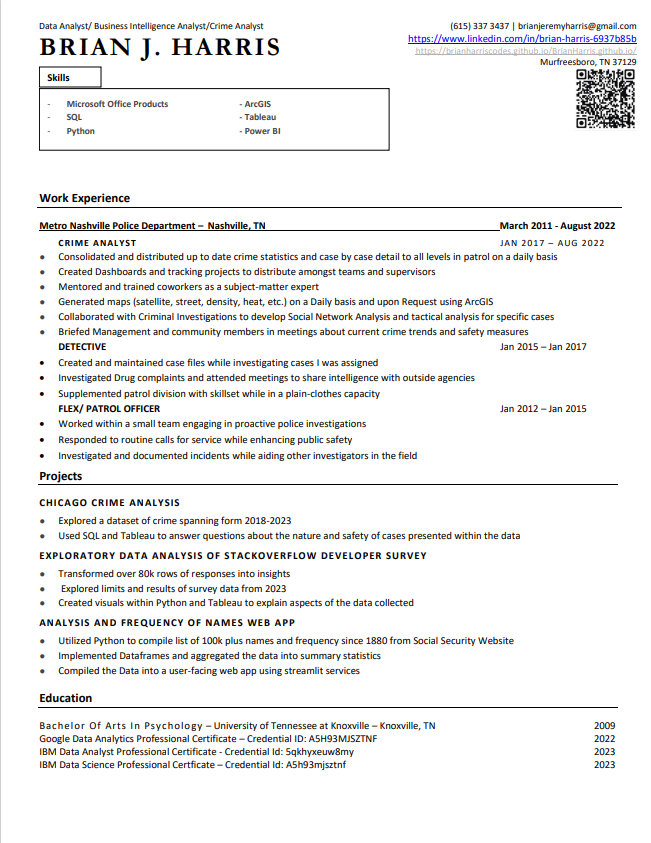 Data Analyst/ Business Intelligence Analyst/Crime Analyst
BRIAN J. HARRIS
(615) 337 3437 | brianjeremyharris@gmail.com
https://www.linkedin.com/in/brian-harris-6937b85b
https://brianharriscodes.github.io/BrianHarris.github.io/
Murfreesboro, TN 37129
Skills
- Microsoft Office Products - ArcGIS
- SQL - Tableau
- Python - Power BI
Work Experience
Metro Nashville Police Department – Nashville, TN March 2011 - August 2022
CRIME ANALYST JAN 2017 – AUG 2022
● Consolidated and distributed up to date crime statistics and case by case detail to all levels in patrol on a daily basis
● Created Dashboards and tracking projects to distribute amongst teams and supervisors
● Mentored and trained coworkers as a subject-matter expert
● Generated maps (satellite, street, density, heat, etc.) on a Daily basis and upon Request using ArcGIS
● Collaborated with Criminal Investigations to develop Social Network Analysis and tactical analysis for specific cases
● Briefed Management and community members in meetings about current crime trends and safety measures
DETECTIVE Jan 2015 – Jan 2017
● Created and maintained case files while investigating cases I was assigned
● Investigated Drug complaints and attended meetings to share intelligence with outside agencies
● Supplemented patrol division with skillset while in a plain-clothes capacity
FLEX/ PATROL OFFICER Jan 2012 – Jan 2015
● Worked within a small team engaging in proactive police investigations
● Responded to routine calls for service while enhancing public safety
● Investigated and documented incidents while aiding other investigators in the field
Projects
CHICAGO CRIME ANALYSIS
● Explored a dataset of crime spanning form 2018-2023
● Used SQL and Tableau to answer questions about the nature and safety of cases presented within the data
EXPLORATORY DATA ANALYSIS OF STACKOVERFLOW DEVELOPER SURVEY
● Transformed over 80k rows of responses into insights
● Explored limits and results of survey data from 2023
● Created visuals within Python and Tableau to explain aspects of the data collected
ANALYSIS AND FREQUENCY OF NAMES WEB APP
● Utilized Python to compile list of 100k plus names and frequency since 1880 from Social Security Website
● Implemented Dataframes and aggregated the data into summary statistics
● Compiled the Data into a user-facing web app using streamlit services
Education
Bachelor Of Arts In Psychology – University of Tennessee at Knoxville – Knoxville, TN 2009
Google Data Analytics Professional Certificate – Credential ID: A5H93MJSZTNF 2022
IBM Data Analyst Professional Certificate - Credential Id: 5qkhyxeuw8my 2023
IBM Data Science Professional Certficate – Credential Id: A5h93mjsztnf 2023